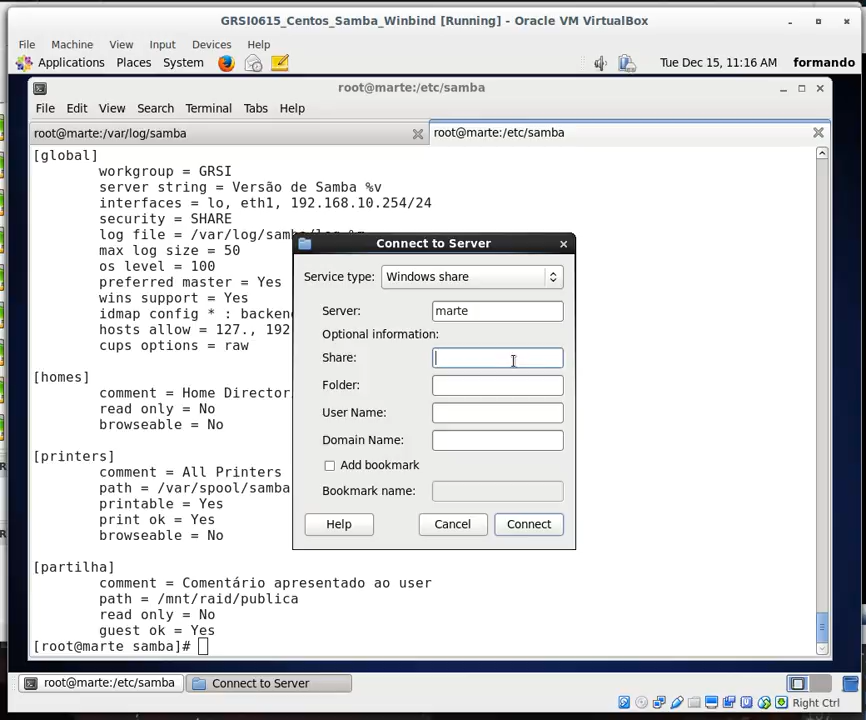 GRSI0615_Centos_Samba_Winbind [Running] - Oracle VM VirtualBox
File Machine View Input Devices Help
Applications Places System Tue Dec 15, 11:16 AM formando
root@marte:/etc/samba
File Edit View Search Terminal Tabs Help
root@marte:/var/log/samba root@marte:/etc/samba
[global]
workgroup = GRSI
server string = Versão de Samba %v
interfaces = lo, eth1, 192.168.10.254/24
security = SHARE
log file = /var/log/samba
max log size = 50
os level = 100
preferred master = Yes
wins support = Yes
idmap config * : backen
hosts allow = 127., 192
cups options = raw
[homes]
comment = Home Directori
read only = No
browseable = No
[printers]
comment = All Printers
path = /var/spool/samba
printable = Yes
print ok = Yes
browseable = No
[partilha]
comment = Comentário apresentado ao user
path = /mnt/raid/publica
read only = No
guest ok = Yes
[root@marte samba]#
Connect to Server
Service type: Windows share
Server: marte
Optional information:
Share:
Folder:
User Name:
Domain Name:
Add bookmark
Bookmark name:
Help Cancel Connect
root@marte:/etc/samba Connect to Server
Right Ctrl